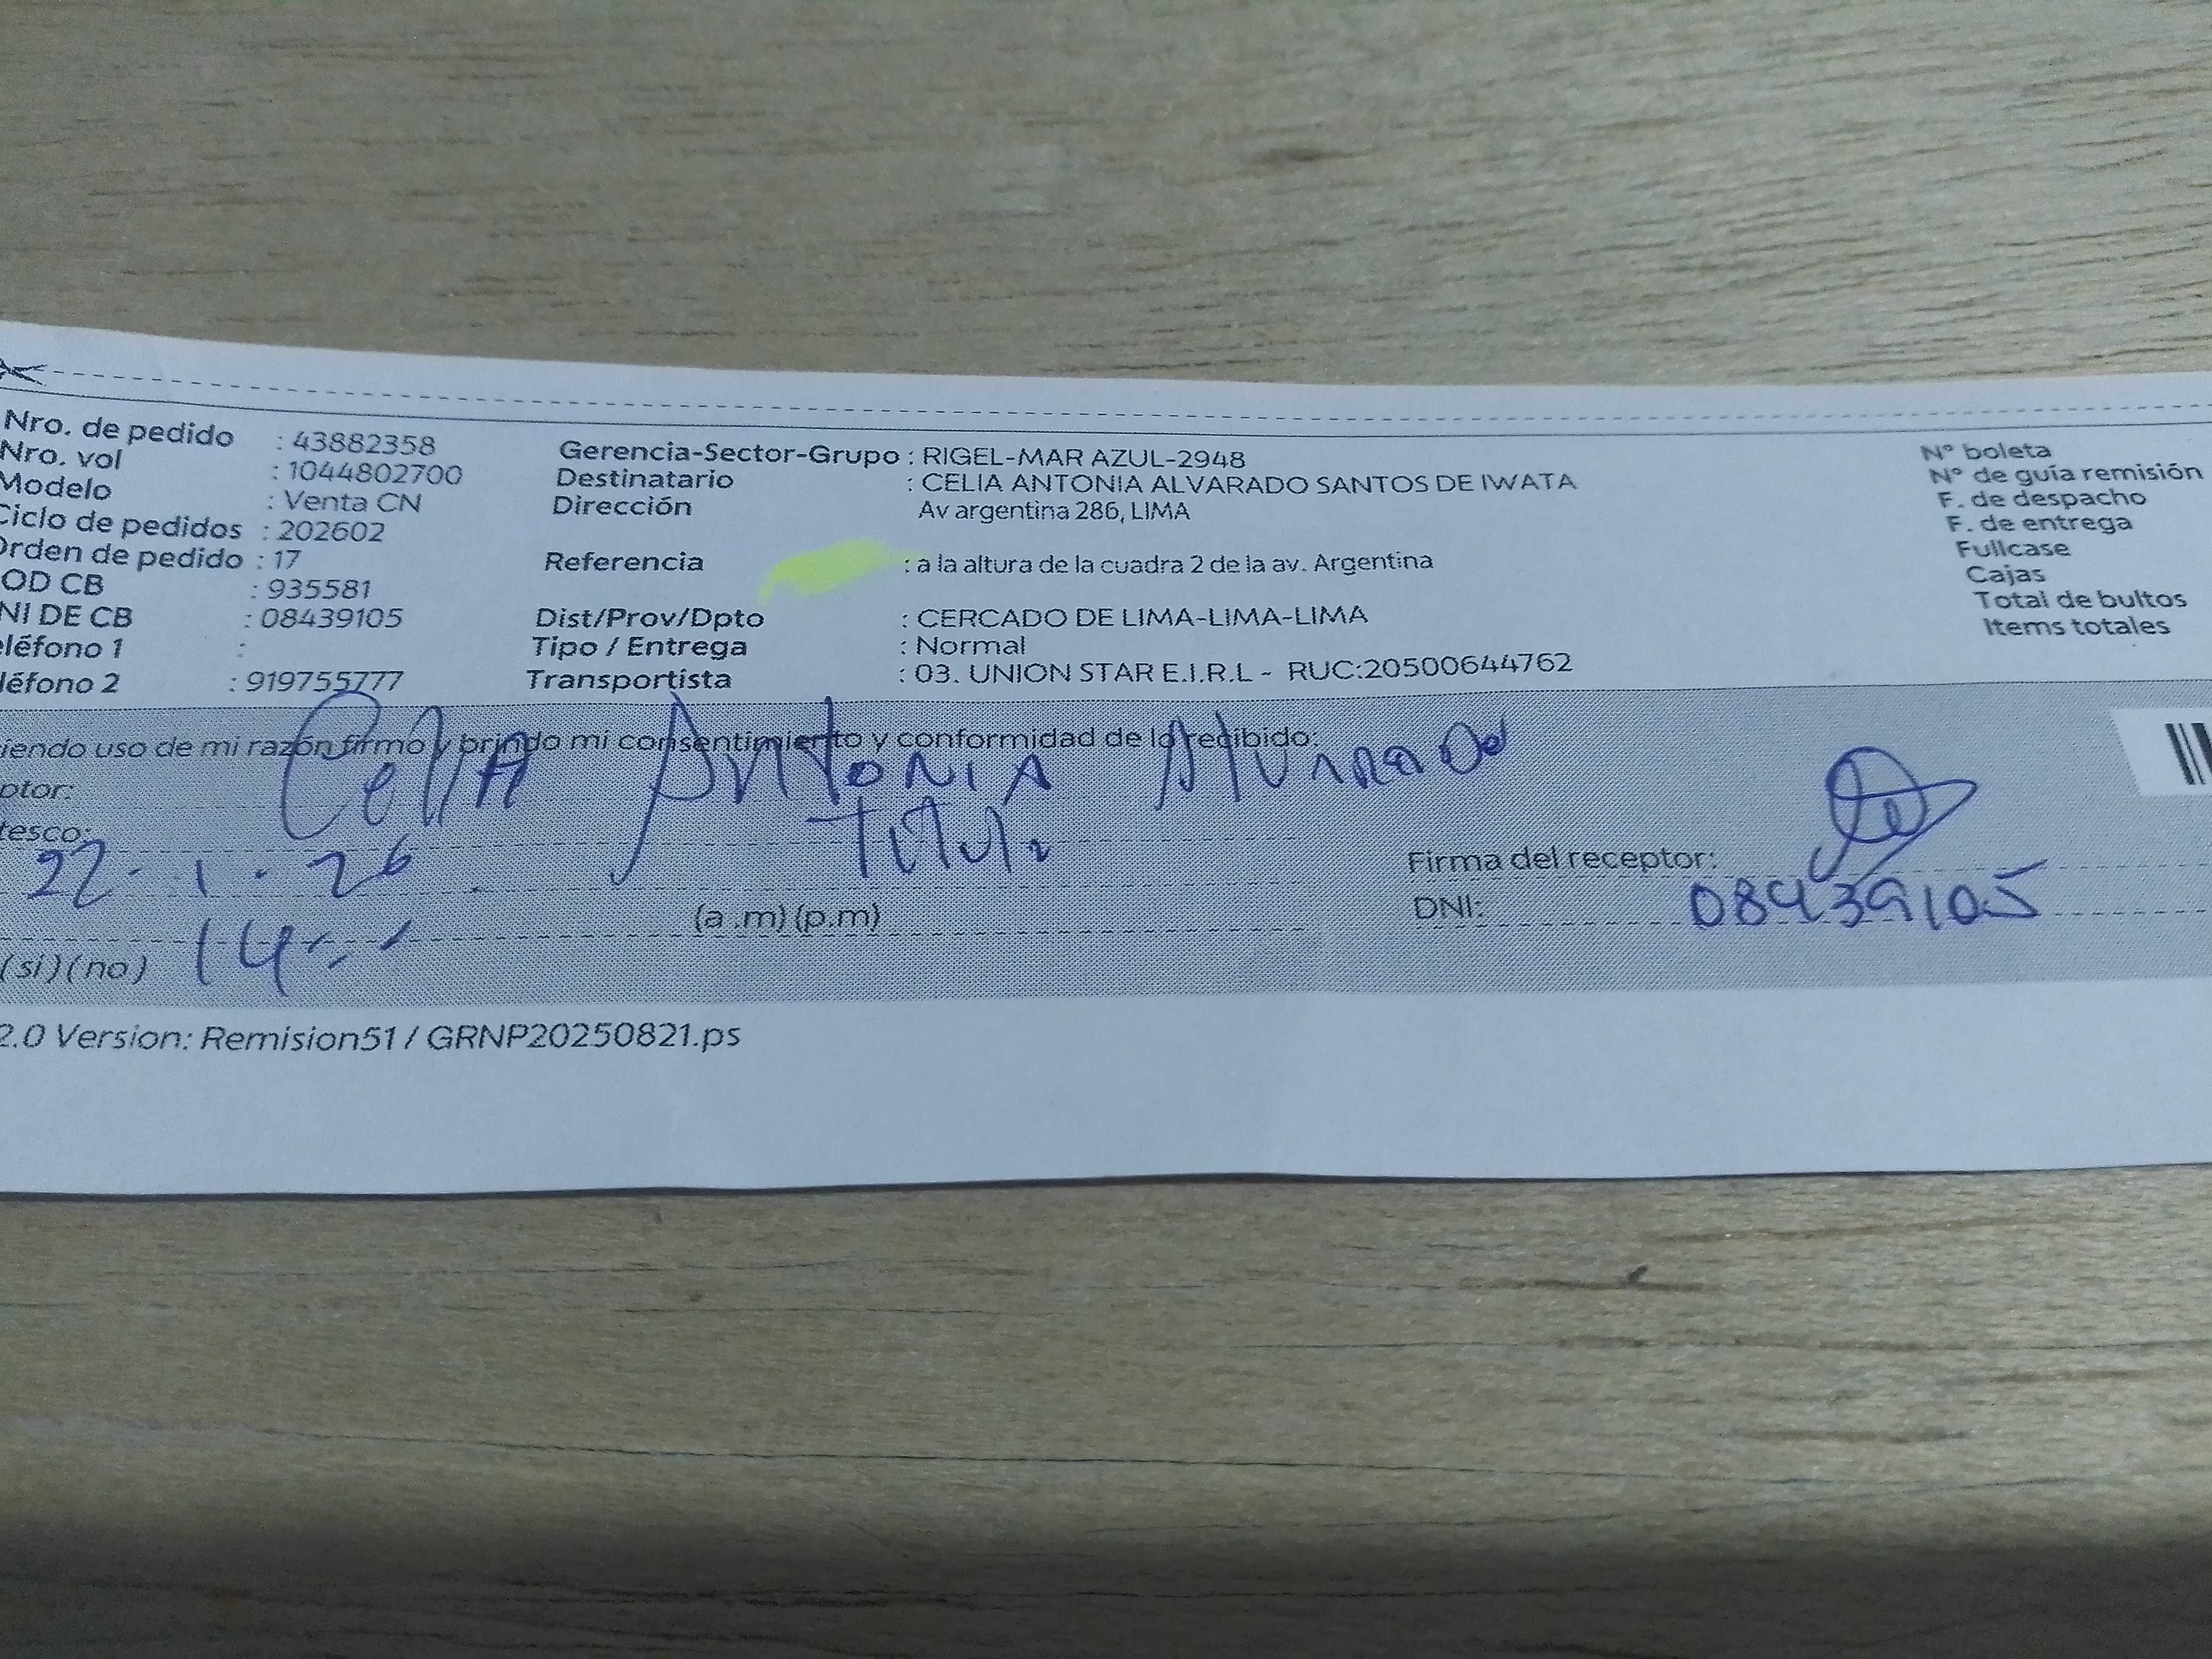 Nro. de pedido : 43882358
Nro. vol : 1044802700
Modelo : Venta CN
Ciclo de pedidos : 202602
Orden de pedido : 17
OD CB : 935581
NI DE CB : 08439105
eléfono 1 :
léfono 2 : 919755777
Gerencia-Sector-Grupo : RIGEL-MAR AZUL-2948
Destinatario : CELIA ANTONIA ALVARADO SANTOS DE IWATA
Dirección Av argentina 286, LIMA
Referencia : a la altura de la cuadra 2 de la av. Argentina
Dist/Prov/Dpto : CERCADO DE LIMA-LIMA-LIMA
Tipo / Entrega : Normal
Transportista : 03. UNION STAR E.I.R.L - RUC:20500644762
N° boleta
N° de guía remisión
F. de despacho
F. de entrega
Fullcase
Cajas
Total de bultos
Items totales
iendo uso de mi razón firmo y brindo mi consentimiento y conformidad de lo recibido:
ptor: Celia Antonia Alvarado
tesco:
22 - 1 - 26
Firma del receptor:
(a .m) (p.m)
DNI: 08439105
(si) (no) 14
2.0 Version: Remision51 / GRNP20250821.ps